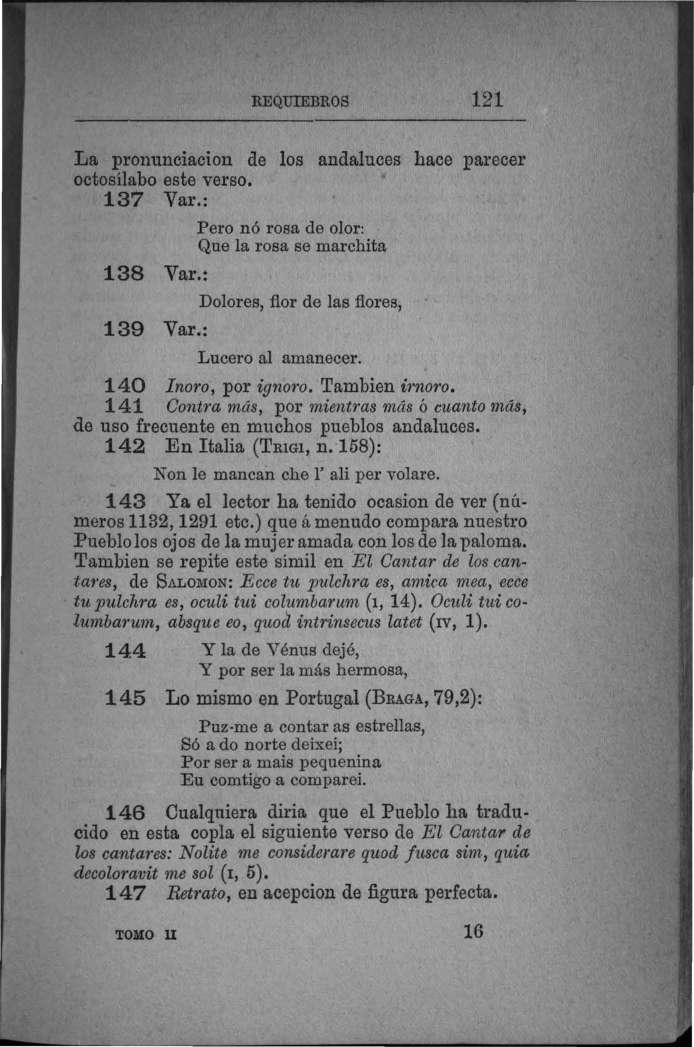 REQUIEBROS 121
La pronunciacion de los andaluces hace parecer
octosílabo este verso.
137 Var.:
Pero nó rosa de olor:
Que la rosa se marchita
138 Var.:
Dolores, flor de las flores,
139 Var.:
Lucero al amanecer.
140 Inoro, por ignoro. Tambien irnoro.
141 Contra más, por mientras más ó cuanto más,
de uso frecuente en muchos pueblos andaluces.
142 En Italia (TRIGI, n. 158):
Non le mancan che l' ali per volare.
143 Ya el lector ha tenido ocasion de ver (nú-
meros 1132, 1291 etc.) que á menudo compara nuestro
Pueblo los ojos de la mujer amada con los de la paloma.
Tambien se repite este simil en El Cantar de los can-
tares, de SALOMON: Ecce tu pulchra es, amica mea, ecce
tu pulchra es, oculi tui columbarum (I, 14). Oculi tui co-
lumbarum, absque eo, quod intrinsecus latet (IV, 1).
144 Y la de Vénus dejé,
Y por ser la más hermosa,
145 Lo mismo en Portugal (BRAGA, 79,2):
Puz-me a contar as estrellas,
Só a do norte deixei;
Por ser a mais pequenina
Eu comtigo a comparei.
146 Cualquiera diria que el Pueblo ha tradu-
cido en esta copla el siguiente verso de El Cantar de
los cantares: Nolite me considerare quod fusca sim, quia
decoloravit me sol (I, 5).
147 Retrato, en acepcion de figura perfecta.
TOMO II 16